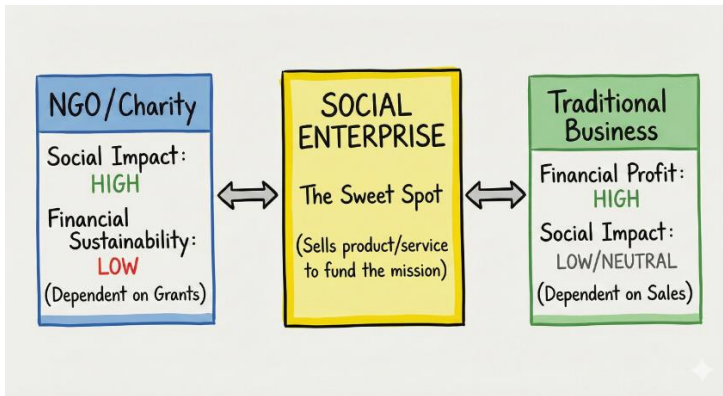 NGO/Charity
Social Impact:
HIGH
Financial
Sustainability:
LOW
(Dependent on Grants)
SOCIAL
ENTERPRISE
The Sweet Spot
(Sells product/service
to fund the mission)
Traditional
Business
Financial Profit:
HIGH
Social Impact:
LOW/NEUTRAL
(Dependent on Sales)